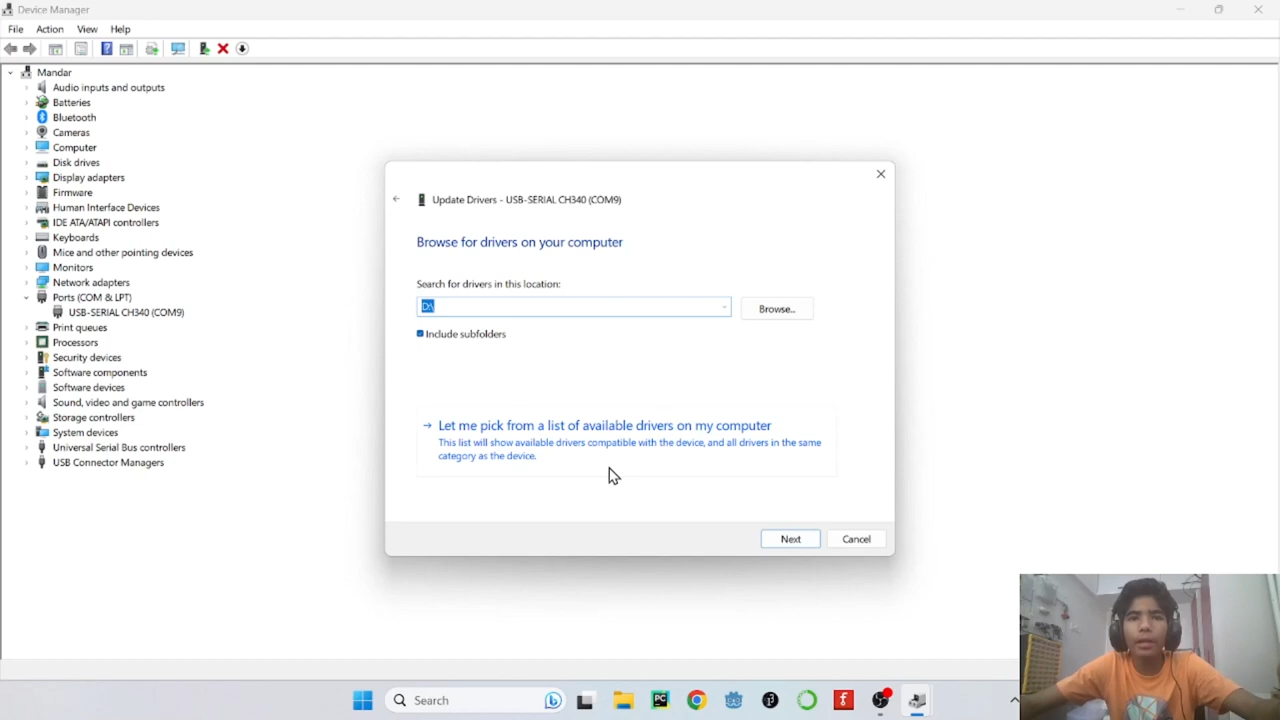 Device Manager
File Action View Help
Mandar
Audio inputs and outputs
Batteries
Bluetooth
Cameras
Computer
Disk drives
Display adapters
Firmware
Human Interface Devices
IDE ATA/ATAPI controllers
Keyboards
Mice and other pointing devices
Monitors
Network adapters
Ports (COM & LPT)
USB-SERIAL CH340 (COM9)
Print queues
Processors
Security devices
Software components
Software devices
Sound, video and game controllers
Storage controllers
System devices
Universal Serial Bus controllers
USB Connector Managers
Update Drivers - USB-SERIAL CH340 (COM9)
Browse for drivers on your computer
Search for drivers in this location:
D:\
Browse...
Include subfolders
Let me pick from a list of available drivers on my computer
This list will show available drivers compatible with the device, and all drivers in the same
category as the device.
Next Cancel
Search
PC